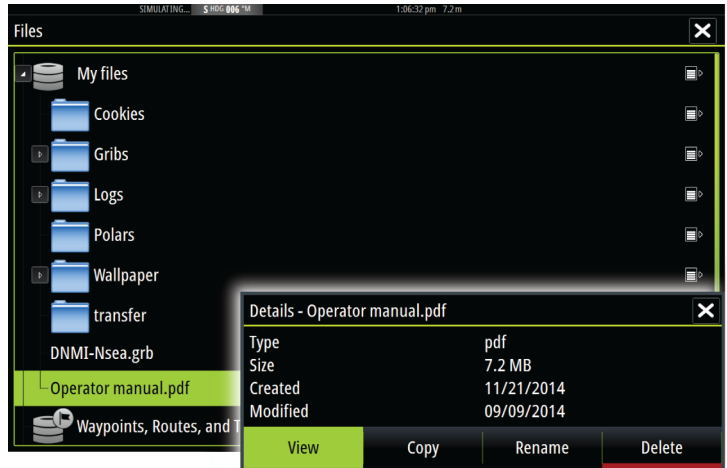 SIMULATING... S HDG 006 °M 1:06:32 pm 7.2 m
Files
My files
Cookies
Gribs
Logs
Polars
Wallpaper
transfer
DNMI-Nsea.grb
Operator manual.pdf
Waypoints, Routes, and T
Details - Operator manual.pdf
Type pdf
Size 7.2 MB
Created 11/21/2014
Modified 09/09/2014
View Copy Rename Delete